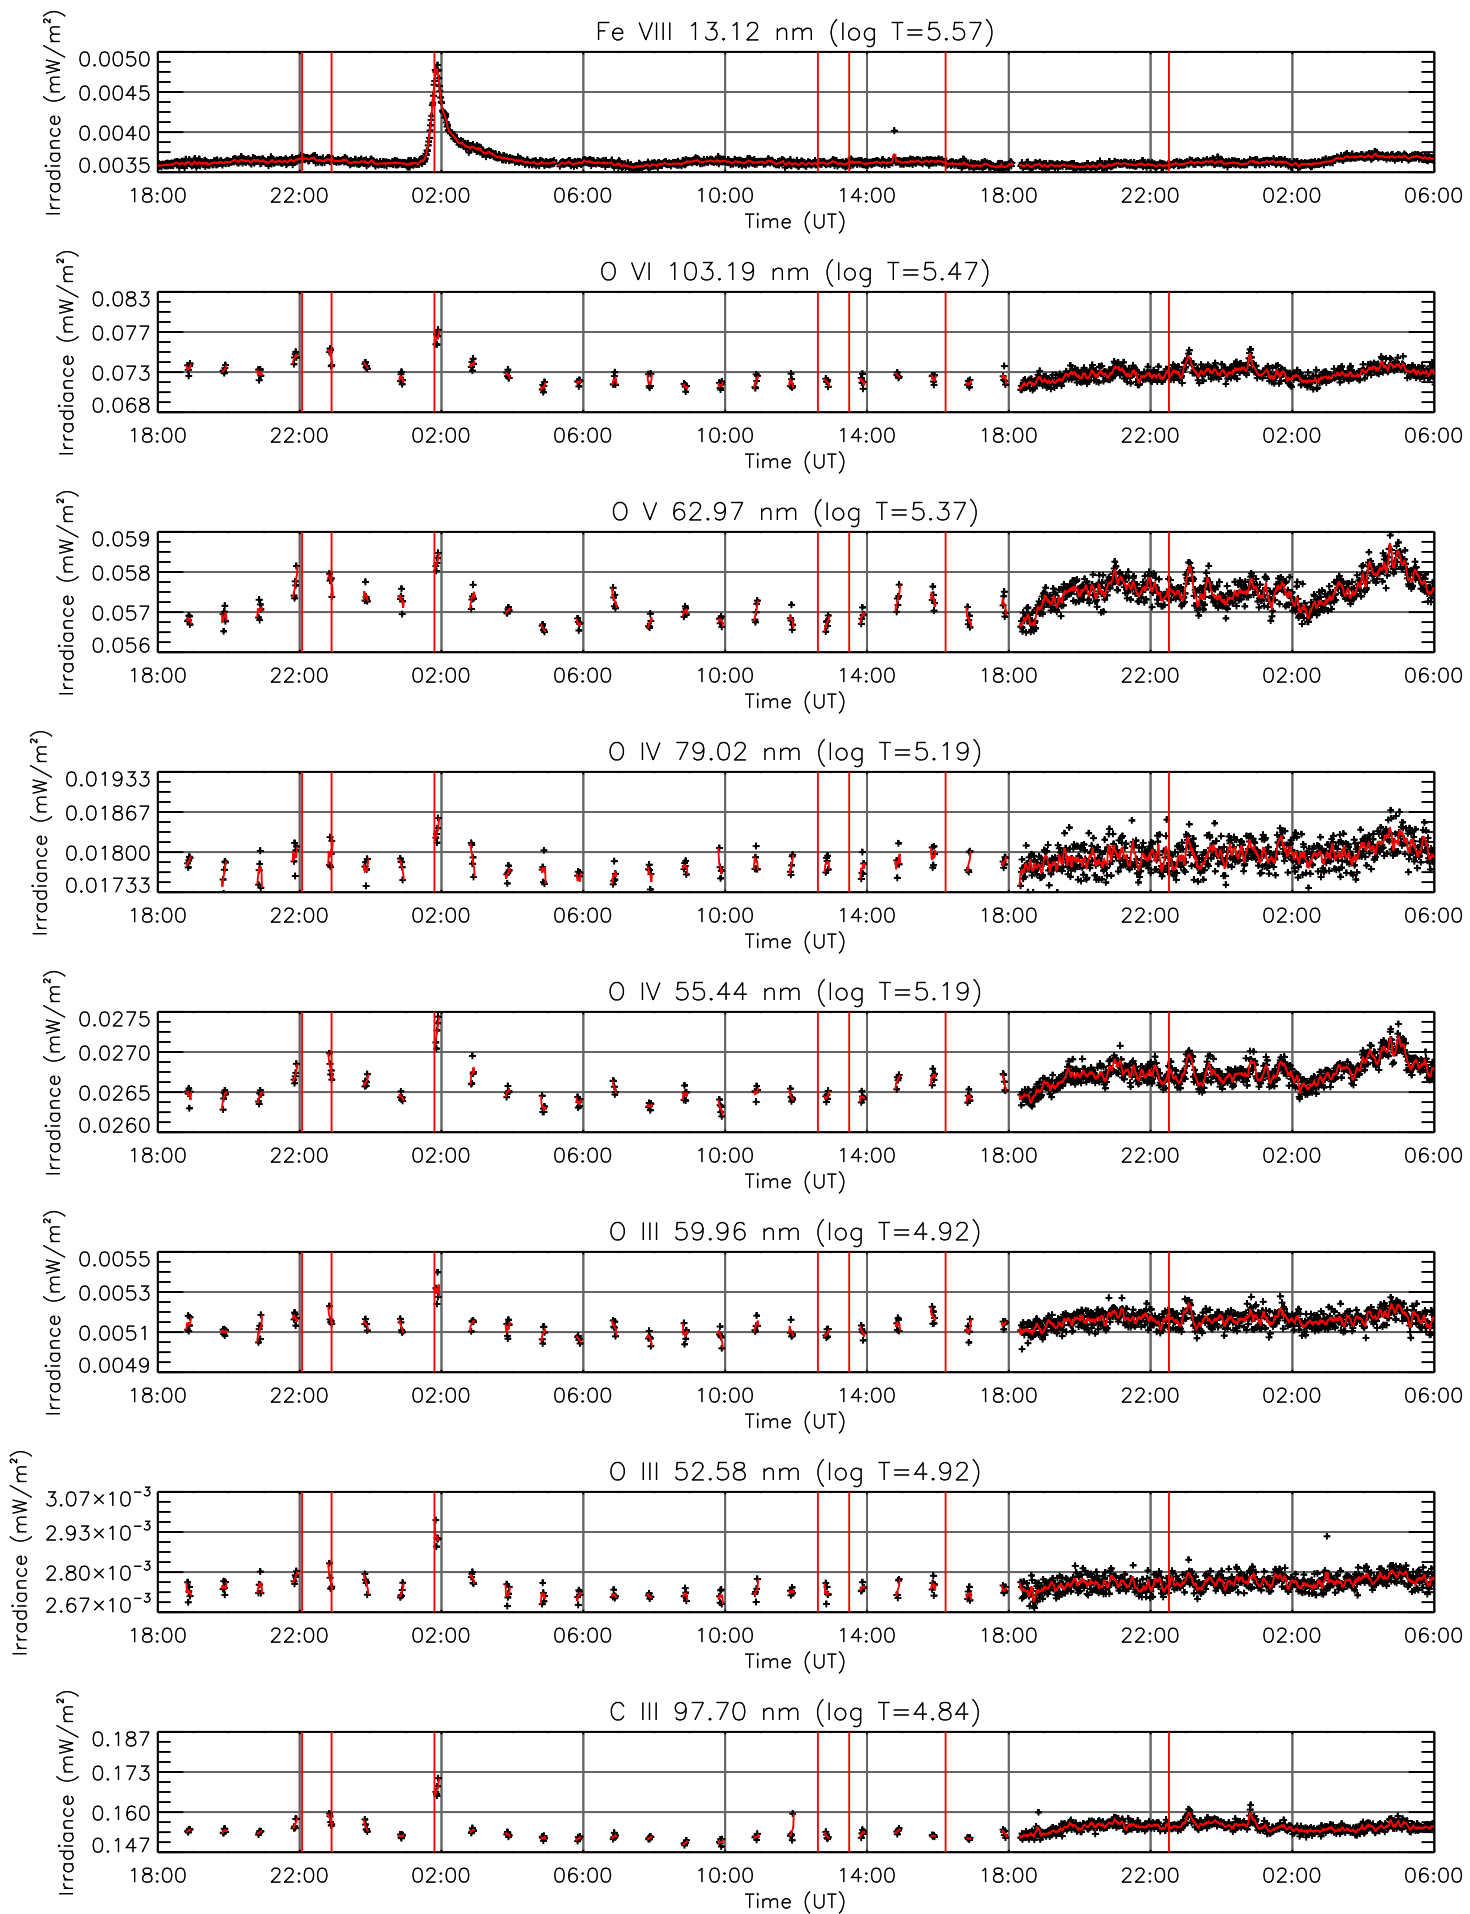 Fe VIII 13.12 nm (log T=5.57)
Irradiance (mW/m²)
0.0050
0.0045
0.0040
0.0035
18:00 22:00 02:00 06:00 10:00 14:00 18:00 22:00 02:00 06:00
Time (UT)
O VI 103.19 nm (log T=5.47)
Irradiance (mW/m²)
0.083
0.077
0.073
0.068
18:00 22:00 02:00 06:00 10:00 14:00 18:00 22:00 02:00 06:00
Time (UT)
O V 62.97 nm (log T=5.37)
Irradiance (mW/m²)
0.059
0.058
0.057
0.056
18:00 22:00 02:00 06:00 10:00 14:00 18:00 22:00 02:00 06:00
Time (UT)
O IV 79.02 nm (log T=5.19)
Irradiance (mW/m²)
0.01933
0.01867
0.01800
0.01733
18:00 22:00 02:00 06:00 10:00 14:00 18:00 22:00 02:00 06:00
Time (UT)
O IV 55.44 nm (log T=5.19)
Irradiance (mW/m²)
0.0275
0.0270
0.0265
0.0260
18:00 22:00 02:00 06:00 10:00 14:00 18:00 22:00 02:00 06:00
Time (UT)
O III 59.96 nm (log T=4.92)
Irradiance (mW/m²)
0.0055
0.0053
0.0051
0.0049
18:00 22:00 02:00 06:00 10:00 14:00 18:00 22:00 02:00 06:00
Time (UT)
O III 52.58 nm (log T=4.92)
Irradiance (mW/m²)
3.07×10⁻³
2.93×10⁻³
2.80×10⁻³
2.67×10⁻³
18:00 22:00 02:00 06:00 10:00 14:00 18:00 22:00 02:00 06:00
Time (UT)
C III 97.70 nm (log T=4.84)
Irradiance (mW/m²)
0.187
0.173
0.160
0.147
18:00 22:00 02:00 06:00 10:00 14:00 18:00 22:00 02:00 06:00
Time (UT)